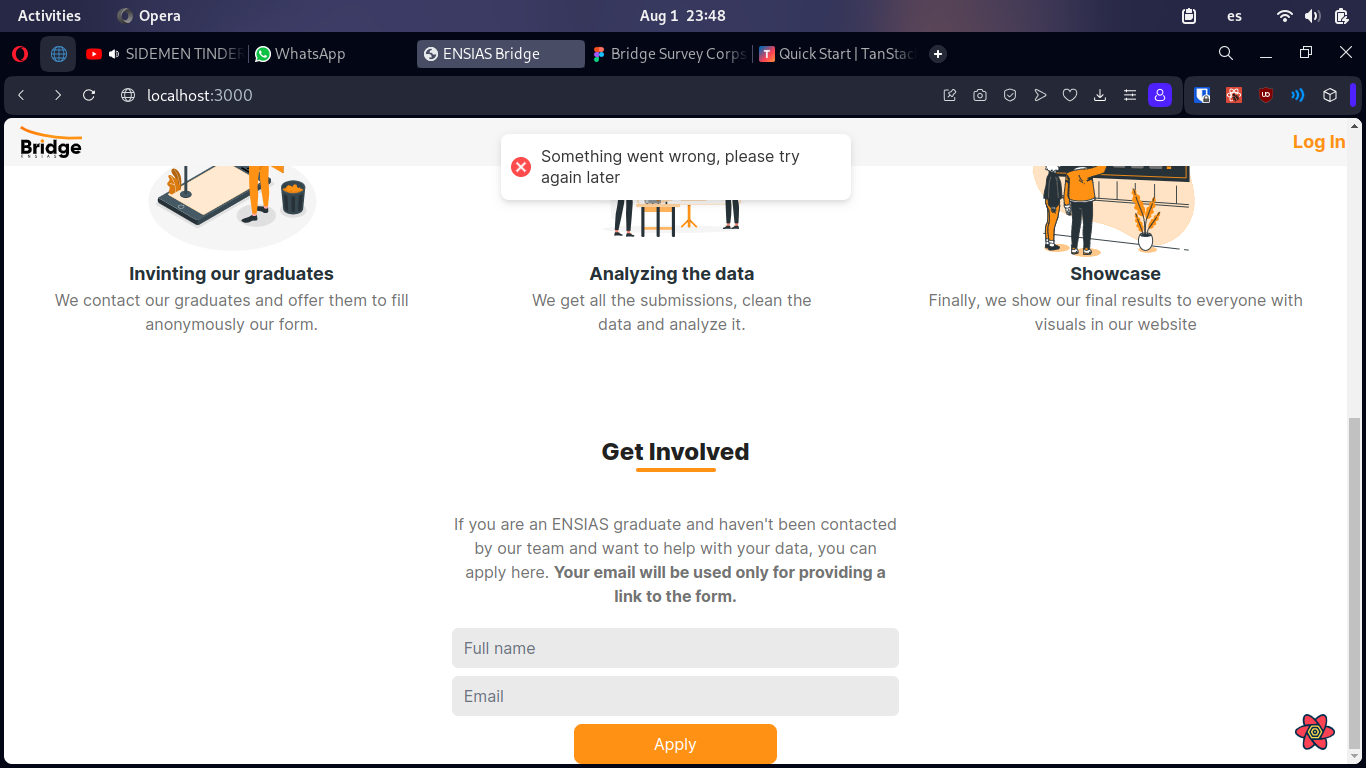 Activities
Opera
Aug 1 23:48
es
SIDEMEN TINDER
WhatsApp
ENSIAS Bridge
Bridge Survey Corps
Quick Start | TanStac
localhost:3000
Bridge
ENSIAS
Something went wrong, please try
again later
Log In
Invinting our graduates
We contact our graduates and offer them to fill
anonymously our form.
Analyzing the data
We get all the submissions, clean the
data and analyze it.
Showcase
Finally, we show our final results to everyone with
visuals in our website
Get Involved
If you are an ENSIAS graduate and haven't been contacted
by our team and want to help with your data, you can
apply here. Your email will be used only for providing a
link to the form.
Full name
Email
Apply